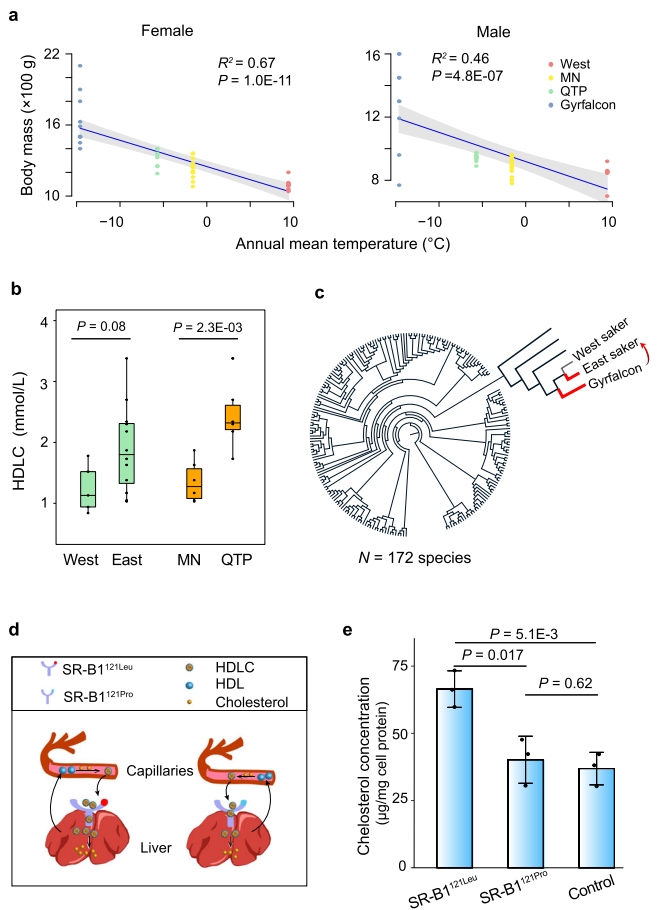 a
Female
Male
R² = 0.67
P = 1.0E-11
R² = 0.46
P =4.8E-07
West
MN
QTP
Gyrfalcon
Body mass (×100 g)
22
16
10
16
12
8
−10
0
10
−10
0
10
Annual mean temperature (°C)
b
P = 0.08
P = 2.3E-03
HDLC (mmol/L)
4
3
2
1
West
East
MN
QTP
c
West saker
East saker
Gyrfalcon
N = 172 species
d
SR-B1¹²¹ᴸᵉᵘ
SR-B1¹²¹ᴾʳᵒ
HDLC
HDL
Cholesterol
Capillaries
Liver
e
P = 5.1E-3
P = 0.017
P = 0.62
Chelosterol concentration
(µg/mg cell protein)
75
50
25
0
SR-B1¹²¹ᴸᵉᵘ
SR-B1¹²¹ᴾʳᵒ
Control